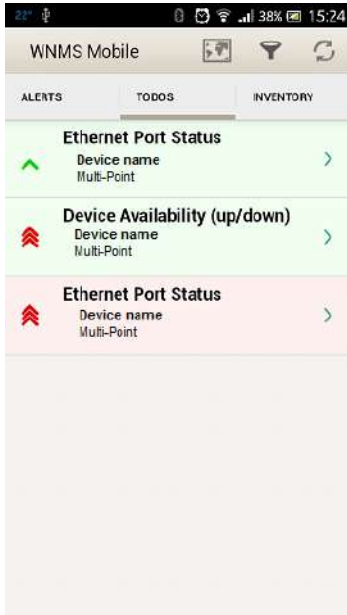 22° 38% 15:24
WNMS Mobile
ALERTS TODOS INVENTORY
Ethernet Port Status
Device name
Multi-Point
Device Availability (up/down)
Device name
Multi-Point
Ethernet Port Status
Device name
Multi-Point